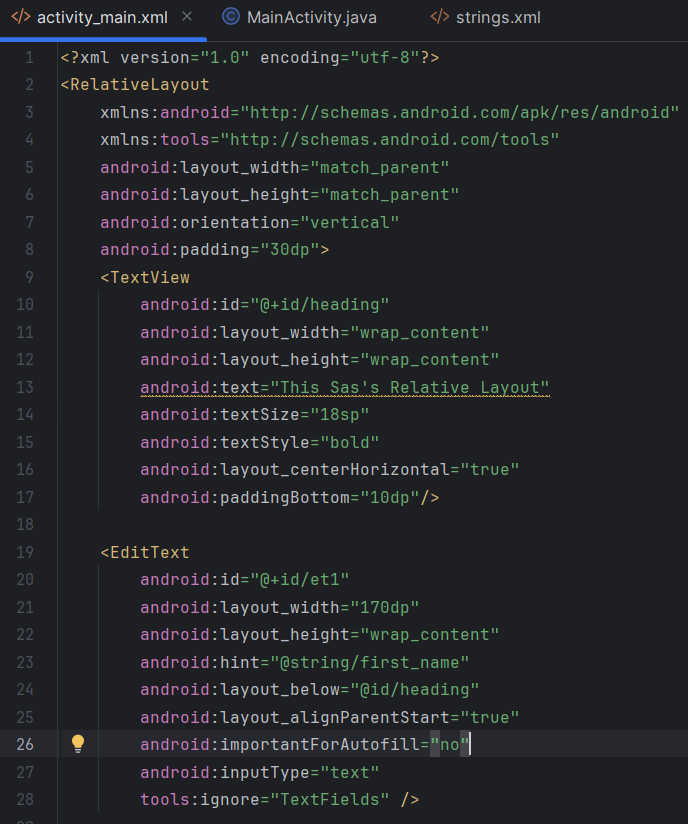 activity_main.xml
MainActivity.java
strings.xml
1 <?xml version="1.0" encoding="utf-8"?>
2 <RelativeLayout
3 xmlns:android="http://schemas.android.com/apk/res/android"
4 xmlns:tools="http://schemas.android.com/tools"
5 android:layout_width="match_parent"
6 android:layout_height="match_parent"
7 android:orientation="vertical"
8 android:padding="30dp">
9 <TextView
10 android:id="@+id/heading"
11 android:layout_width="wrap_content"
12 android:layout_height="wrap_content"
13 android:text="This Sas's Relative Layout"
14 android:textSize="18sp"
15 android:textStyle="bold"
16 android:layout_centerHorizontal="true"
17 android:paddingBottom="10dp"/>
18
19 <EditText
20 android:id="@+id/et1"
21 android:layout_width="170dp"
22 android:layout_height="wrap_content"
23 android:hint="@string/first_name"
24 android:layout_below="@id/heading"
25 android:layout_alignParentStart="true"
26 android:importantForAutofill="no"
27 android:inputType="text"
28 tools:ignore="TextFields" />